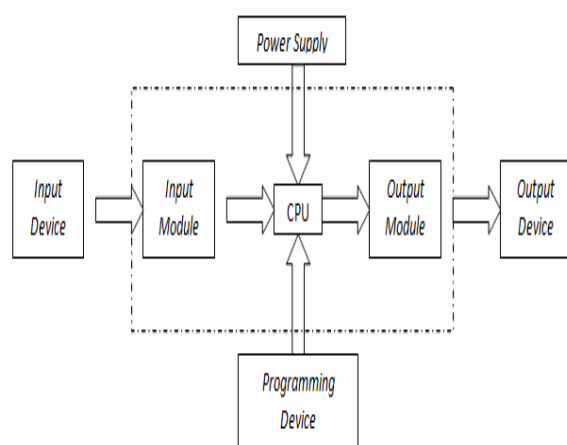 Power Supply
Input
Device
Input
Module
CPU
Output
Module
Output
Device
Programming
Device